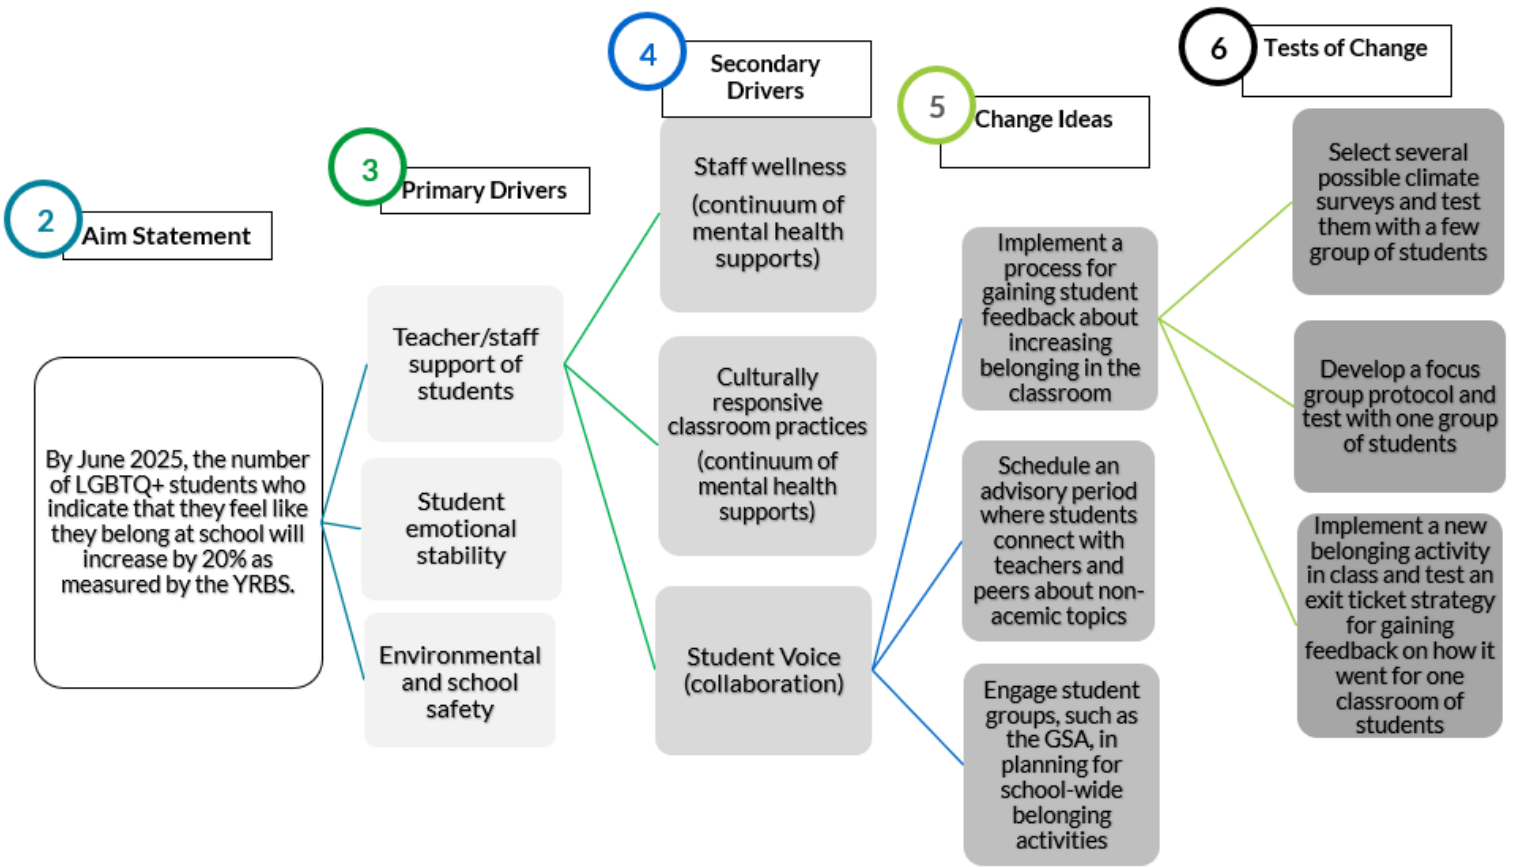 2
Aim Statement
By June 2025, the number
of LGBTQ+ students who
indicate that they feel like
they belong at school will
increase by 20% as
measured by the YRBS.
3
Primary Drivers
Teacher/staff
support of
students
Student
emotional
stability
Environmental
and school
safety
4
Secondary
Drivers
Staff wellness
(continuum of
mental health
supports)
Culturally
responsive
classroom practices
(continuum of
mental health
supports)
Student Voice
(collaboration)
5
Change Ideas
Implement a
process for
gaining student
feedback about
increasing
belonging in the
classroom
Schedule an
advisory period
where students
connect with
teachers and
peers about non-
acemic topics
Engage student
groups, such as
the GSA, in
planning for
school-wide
belonging
activities
6
Tests of Change
Select several
possible climate
surveys and test
them with a few
group of students
Develop a focus
group protocol and
test with one group
of students
Implement a new
belonging activity
in class and test an
exit ticket strategy
for gaining
feedback on how it
went for one
classroom of
students